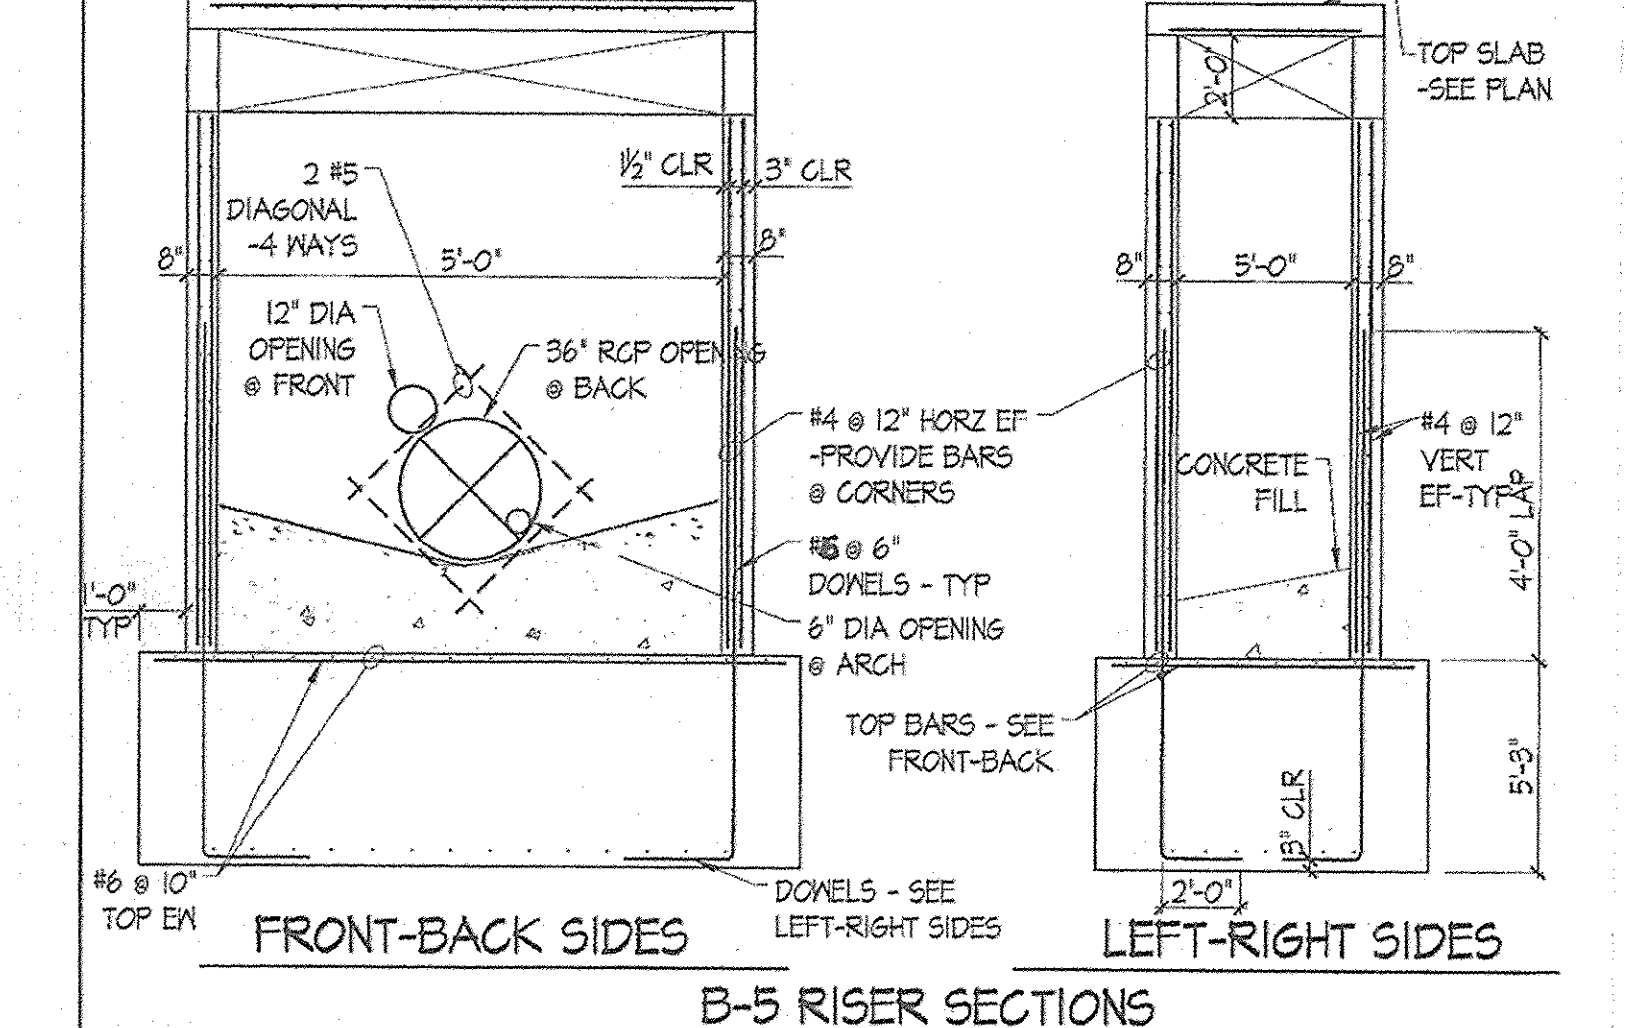 TOP SLAB
-SEE PLAN
2'-0"
2 #5
DIAGONAL
-4 WAYS
1½" CLR
3" CLR
8"
5'-0"
8"
8"
5'-0"
8"
12" DIA
OPENING
@ FRONT
36" RCP OPENING
@ BACK
#4 @ 12" HORZ EF
-PROVIDE BARS
@ CORNERS
#4 @ 12"
VERT
EF-TYP
CONCRETE
FILL
4'-0" LAP
@ 6"
DOWELS - TYP
1'-0"
TYP
6" DIA OPENING
@ ARCH
TOP BARS - SEE
FRONT-BACK
5'-3"
3" CLR
#6 @ 10"
TOP EW
DOWELS - SEE
LEFT-RIGHT SIDES
2'-0"
FRONT-BACK SIDES
LEFT-RIGHT SIDES
B-5 RISER SECTIONS